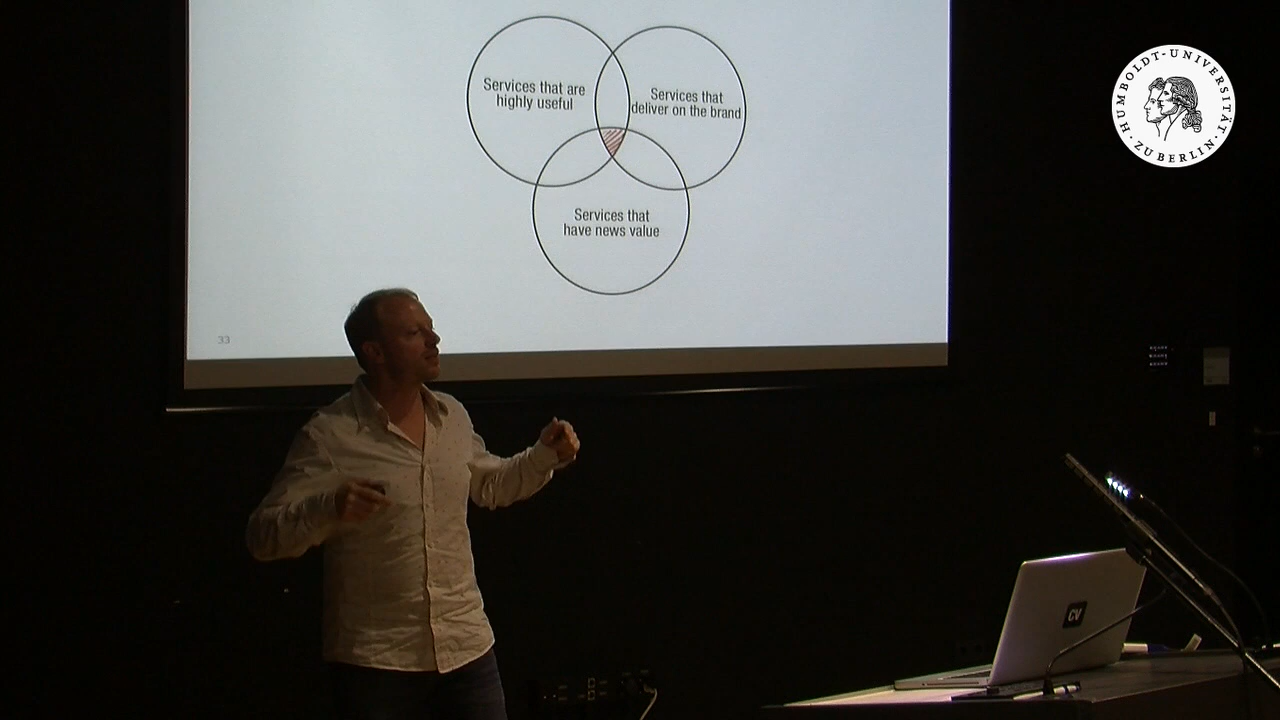 Services that are
highly useful
Services that
deliver on the brand
Services that
have news value
33
HUMBOLDT-UNIVERSITÄT
ZU BERLIN
CV